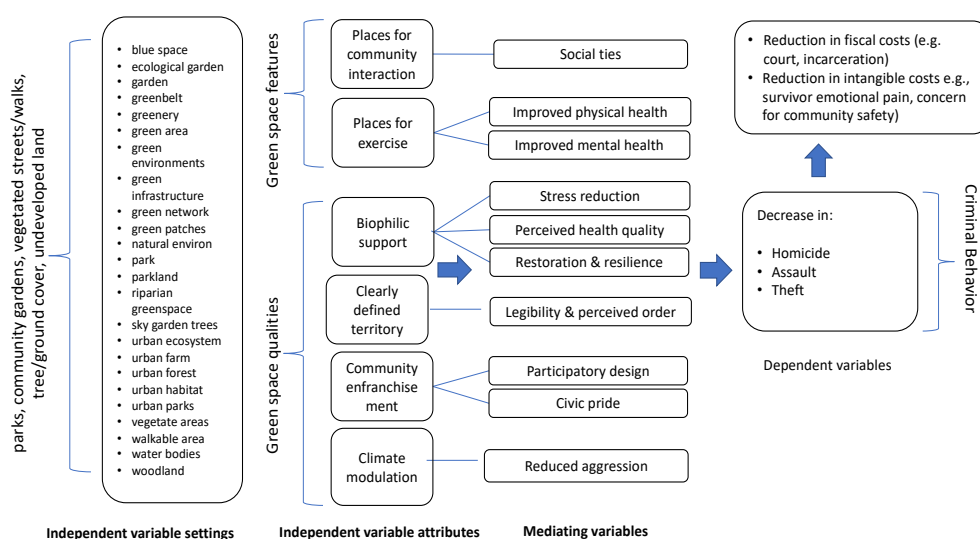 parks, community gardens, vegetated streets/walks,
tree/ground cover, undeveloped land
• blue space
• ecological garden
• garden
• greenbelt
• greenery
• green area
• green
environments
• green
infrastructure
• green network
• green patches
• natural environ
• park
• parkland
• riparian
greenspace
• sky garden trees
• urban ecosystem
• urban farm
• urban forest
• urban habitat
• urban parks
• vegetate areas
• walkable area
• water bodies
• woodland
Independent variable settings
Green space features
Places for
community
interaction
Places for
exercise
Green space qualities
Biophilic
support
Clearly
defined
territory
Community
enfranchise
ment
Climate
modulation
Independent variable attributes
Social ties
Improved physical health
Improved mental health
Stress reduction
Perceived health quality
Restoration & resilience
Legibility & perceived order
Participatory design
Civic pride
Reduced aggression
Mediating variables
• Reduction in fiscal costs (e.g.
court, incarceration)
• Reduction in intangible costs e.g.,
survivor emotional pain, concern
for community safety)
Decrease in:
• Homicide
• Assault
• Theft
Criminal Behavior
Dependent variables